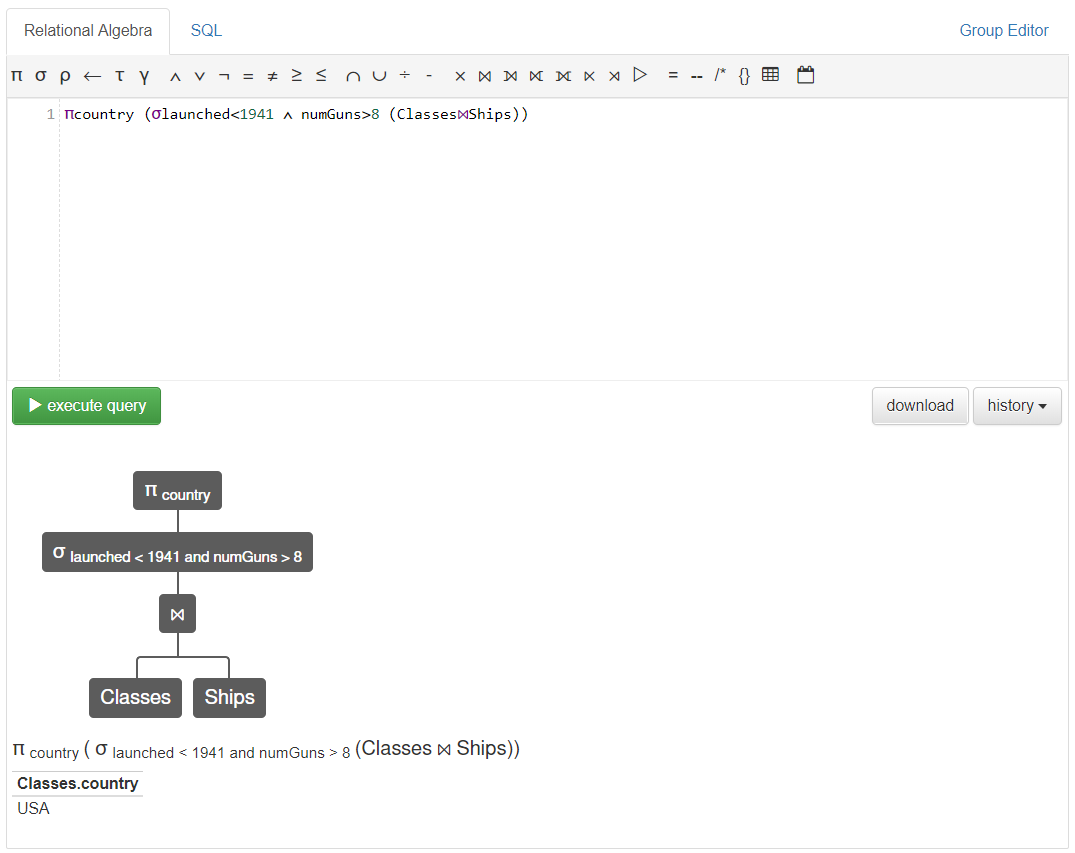 Relational Algebra SQL Group Editor
π σ ρ ← τ γ ∧ ∨ ¬ = ≠ ≥ ≤ ∩ ∪ ÷ - × ⋈ ⟕ ⟖ ⟗ ⋉ ⋊ ▷ = -- /* {}
1 πcountry (σlaunched<1941 ∧ numGuns>8 (Classes⨝Ships))
execute query download history
π country
σ launched < 1941 and numGuns > 8
⨝
Classes Ships
π country ( σ launched < 1941 and numGuns > 8 (Classes ⨝ Ships))
Classes.country
USA